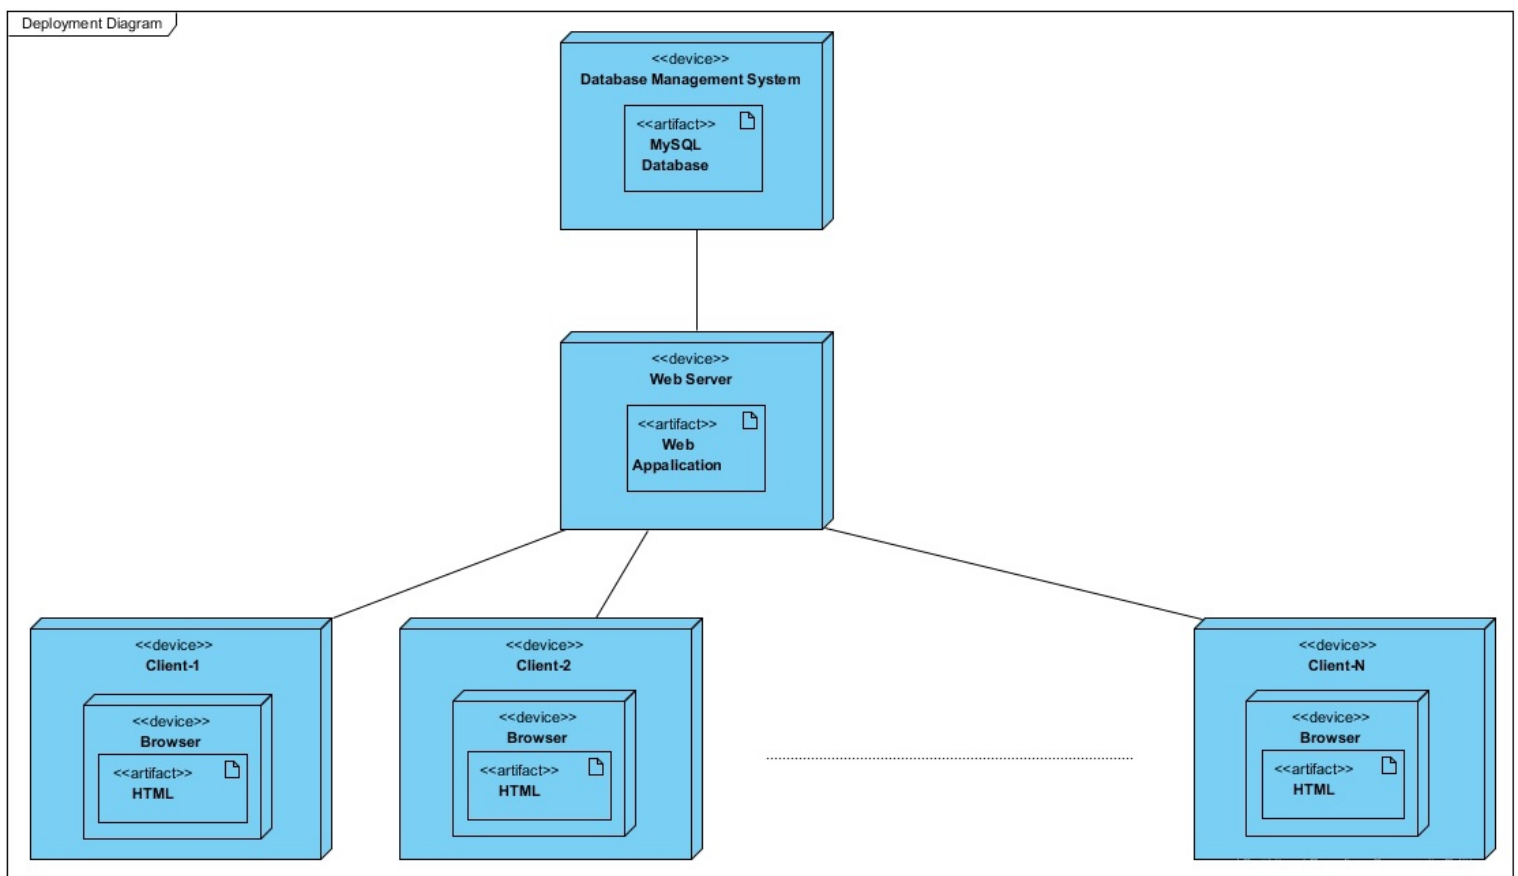 Deployment Diagram
<<device>>
Database Management System
<<artifact>>
MySQL
Database
<<device>>
Web Server
<<artifact>>
Web
Appalication
<<device>>
Client-1
<<device>>
Browser
<<artifact>>
HTML
<<device>>
Client-2
<<device>>
Browser
<<artifact>>
HTML
<<device>>
Client-N
<<device>>
Browser
<<artifact>>
HTML